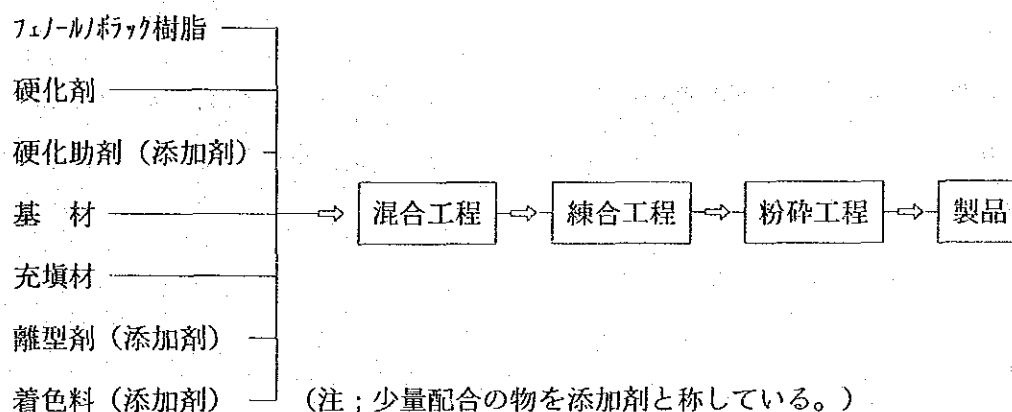 フェノールノボラック樹脂
硬化剤
硬化助剤（添加剤）
基　材
混合工程
練合工程
粉砕工程
製品
充塡材
離型剤（添加剤）
着色料（添加剤）
（注；少量配合の物を添加剤と称している。）